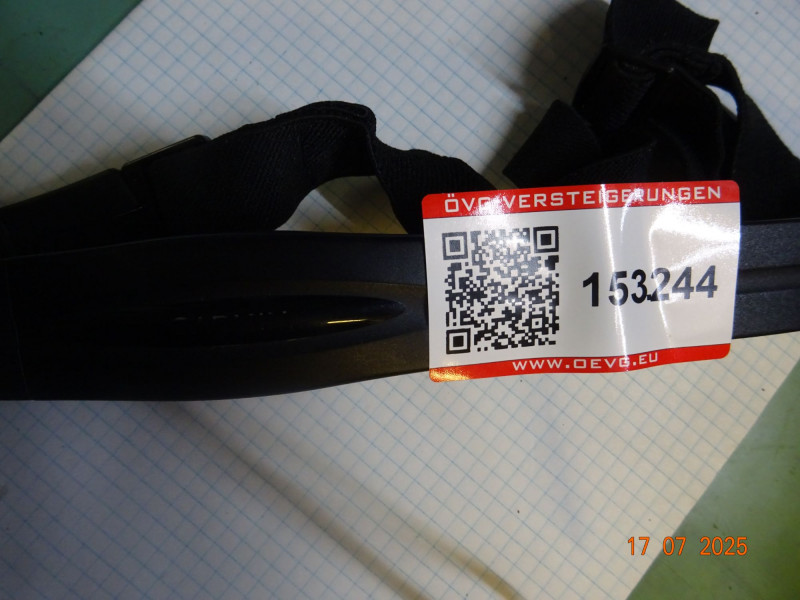 ÖVG VERSTEIGERUNGEN
153244
WWW.OEVG.EU
17 07 2025